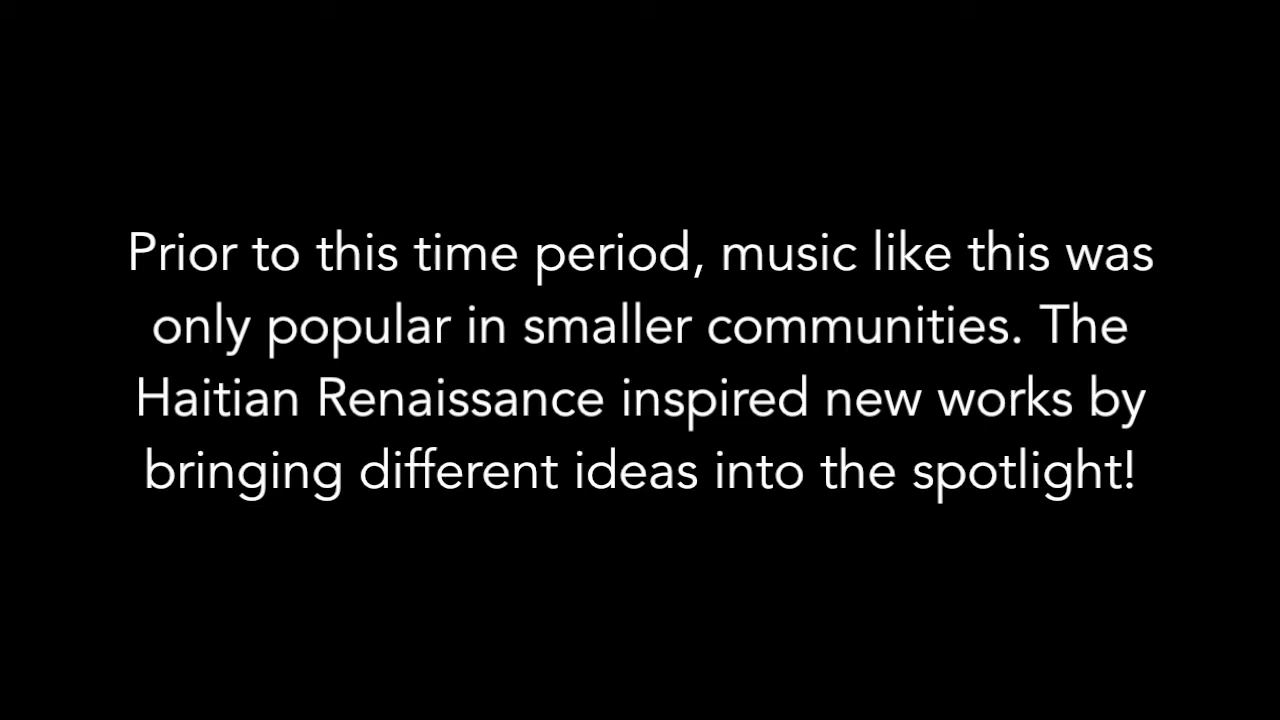 Prior to this time period, music like this was
only popular in smaller communities. The
Haitian Renaissance inspired new works by
bringing different ideas into the spotlight!